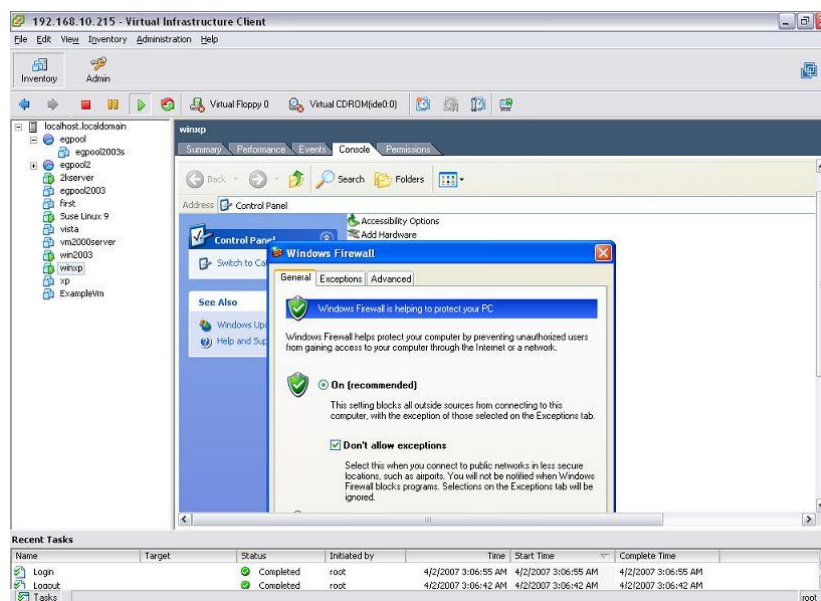 192.168.10.215 - Virtual Infrastructure Client
File Edit View Inventory Administration Help
Inventory Admin
Virtual Floppy 0 Virtual CDROM(ide0:0)
localhost.localdomain
egpool
egpool2003s
egpool2
2kserver
egpool2003
first
Suse Linux 9
vista
vm2000server
win2003
winxp
xp
ExampleVm
winxp
Summary Performance Events Console Permissions
Back Search Folders
Address Control Panel
Control Panel
Switch to Ca
See Also
Windows Upd
Help and Sup
Accessibility Options
Add Hardware
Windows Firewall
General Exceptions Advanced
Windows Firewall is helping to protect your PC
Windows Firewall helps protect your computer by preventing unauthorized users
from gaining access to your computer through the Internet or a network.
On (recommended)
This setting blocks all outside sources from connecting to this
computer, with the exception of those selected on the Exceptions tab.
Don't allow exceptions
Select this when you connect to public networks in less secure
locations, such as airports. You will not be notified when Windows
Firewall blocks programs. Selections on the Exceptions tab will be
ignored.
Recent Tasks
Name Target Status Initiated by Time Start Time Complete Time
Login Completed root 4/2/2007 3:06:55 AM 4/2/2007 3:06:55 AM 4/2/2007 3:06:55 AM
Logout Completed root 4/2/2007 3:06:42 AM 4/2/2007 3:06:42 AM 4/2/2007 3:06:42 AM
Tasks root